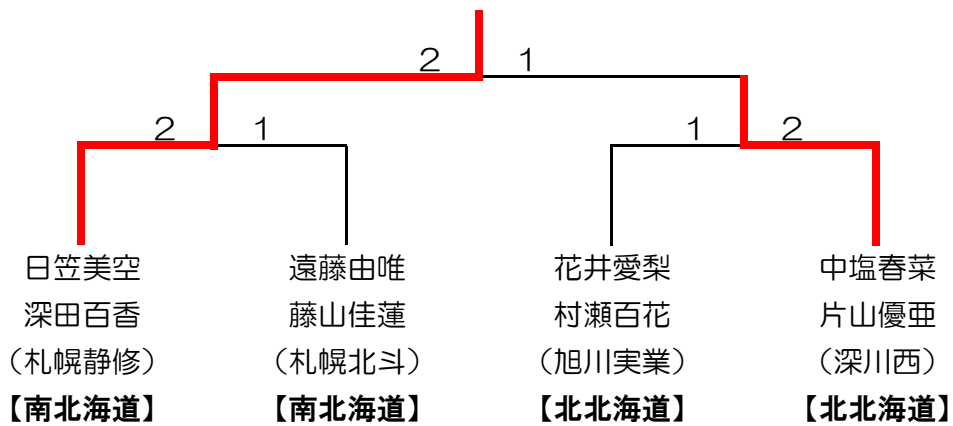 2 1
2 1 1 2
日笠美空 遠藤由唯 花井愛梨 中塩春菜
深田百香 藤山佳蓮 村瀬百花 片山優亜
（札幌静修） （札幌北斗） （旭川実業） （深川西）
【南北海道】 【南北海道】 【北北海道】 【北北海道】